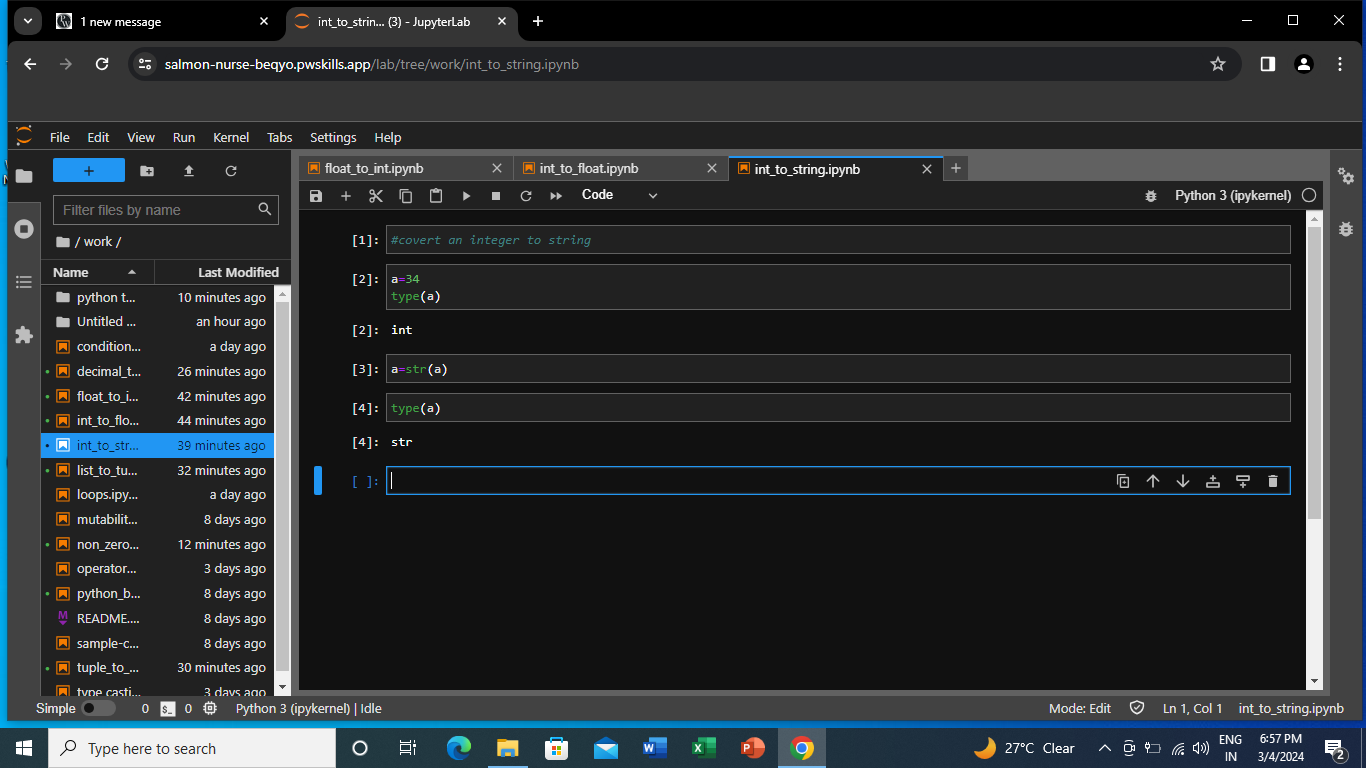 1 new message
int_to_strin... (3) - JupyterLab
salmon-nurse-beqyo.pwskills.app/lab/tree/work/int_to_string.ipynb
File Edit View Run Kernel Tabs Settings Help
float_to_int.ipynb
int_to_float.ipynb
int_to_string.ipynb
Code
Python 3 (ipykernel)
Filter files by name
/ work /
Name Last Modified
python t... 10 minutes ago
Untitled ... an hour ago
condition... a day ago
decimal_t... 26 minutes ago
float_to_i... 42 minutes ago
int_to_flo... 44 minutes ago
int_to_str... 39 minutes ago
list_to_tu... 32 minutes ago
loops.ipy... a day ago
mutabilit... 8 days ago
non_zero... 12 minutes ago
operator... 3 days ago
python_b... 8 days ago
README.... 8 days ago
sample-c... 8 days ago
tuple_to_... 30 minutes ago
type casti... 3 days ago
[1]: #covert an integer to string
[2]: a=34
type(a)
[2]: int
[3]: a=str(a)
[4]: type(a)
[4]: str
[ ]:
Simple 0 $_ 0 Python 3 (ipykernel) | Idle
Mode: Edit Ln 1, Col 1 int_to_string.ipynb
Type here to search
27°C Clear
ENG
IN
6:57 PM
3/4/2024
2